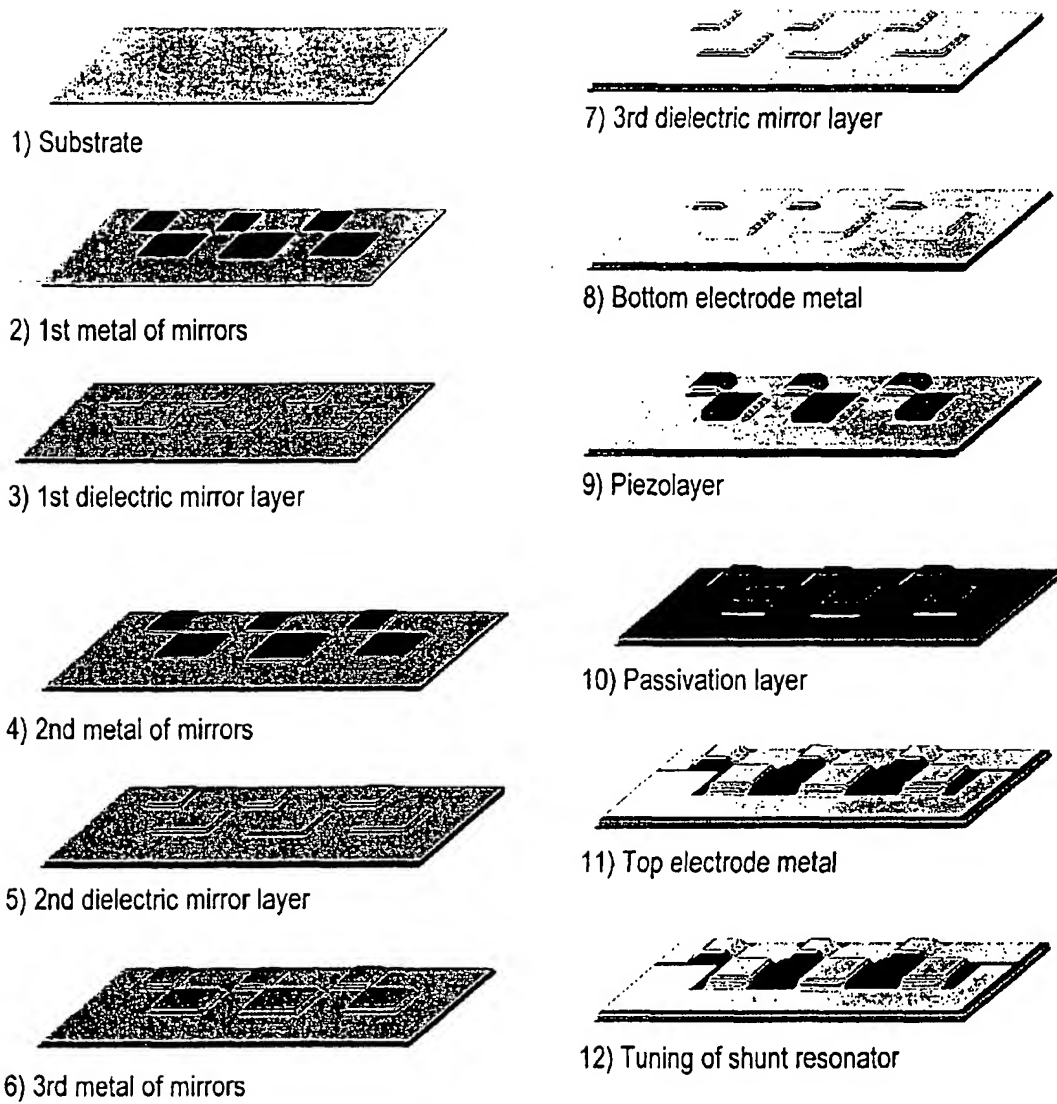 1) Substrate
2) 1st metal of mirrors
3) 1st dielectric mirror layer
4) 2nd metal of mirrors
5) 2nd dielectric mirror layer
6) 3rd metal of mirrors
7) 3rd dielectric mirror layer
8) Bottom electrode metal
9) Piezolayer
10) Passivation layer
11) Top electrode metal
12) Tuning of shunt resonator